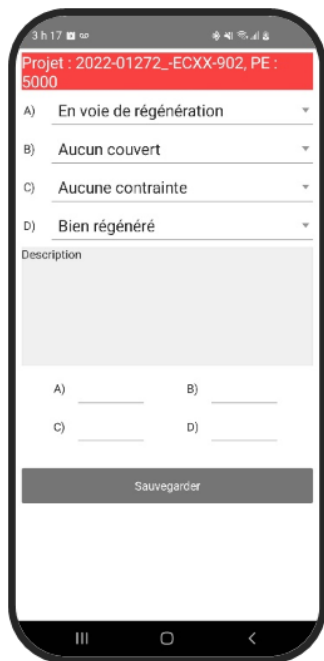 3 h 17
Projet : 2022-01272_-ECXX-902, PE :
5000
A) En voie de régénération
B) Aucun couvert
C) Aucune contrainte
D) Bien régénéré
Description
A) B)
C) D)
Sauvegarder